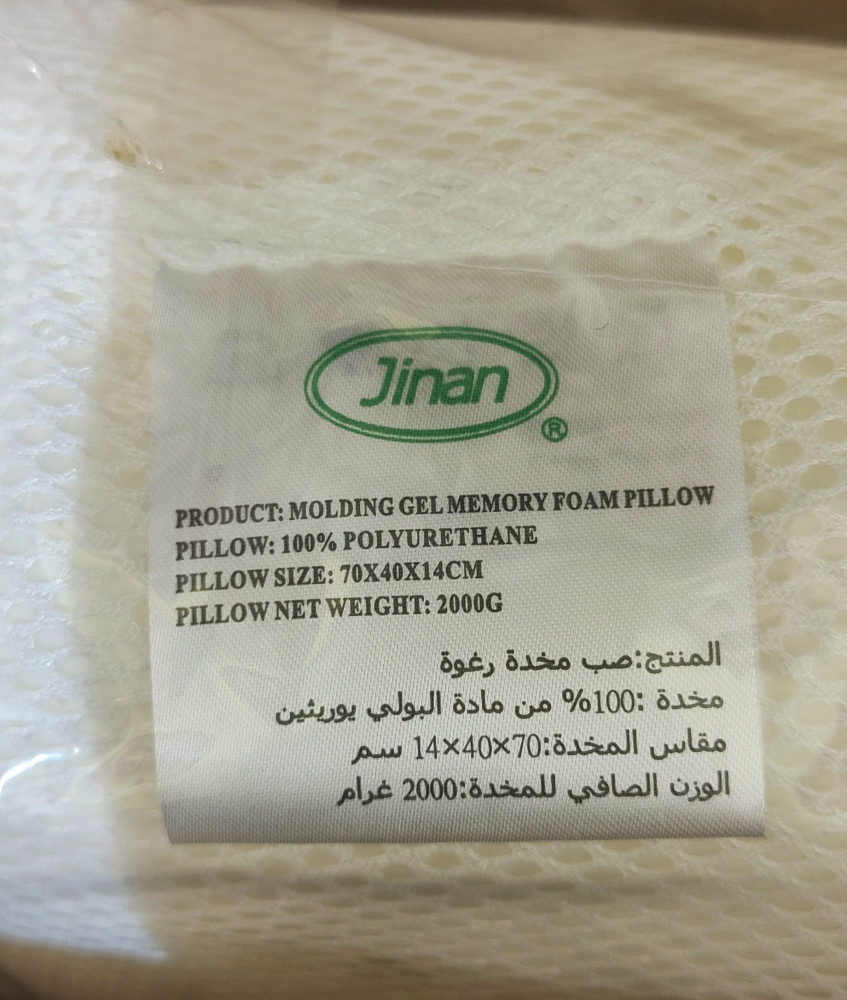 Jinan
®
PRODUCT: MOLDING GEL MEMORY FOAM PILLOW
PILLOW: 100% POLYURETHANE
PILLOW SIZE: 70X40X14CM
PILLOW NET WEIGHT: 2000G
المنتج:صب مخدة رغوة
مخدة :100% من مادة البولي يوريثين
مقاس المخدة:70×40×14 سم
الوزن الصافي للمخدة:2000 غرام